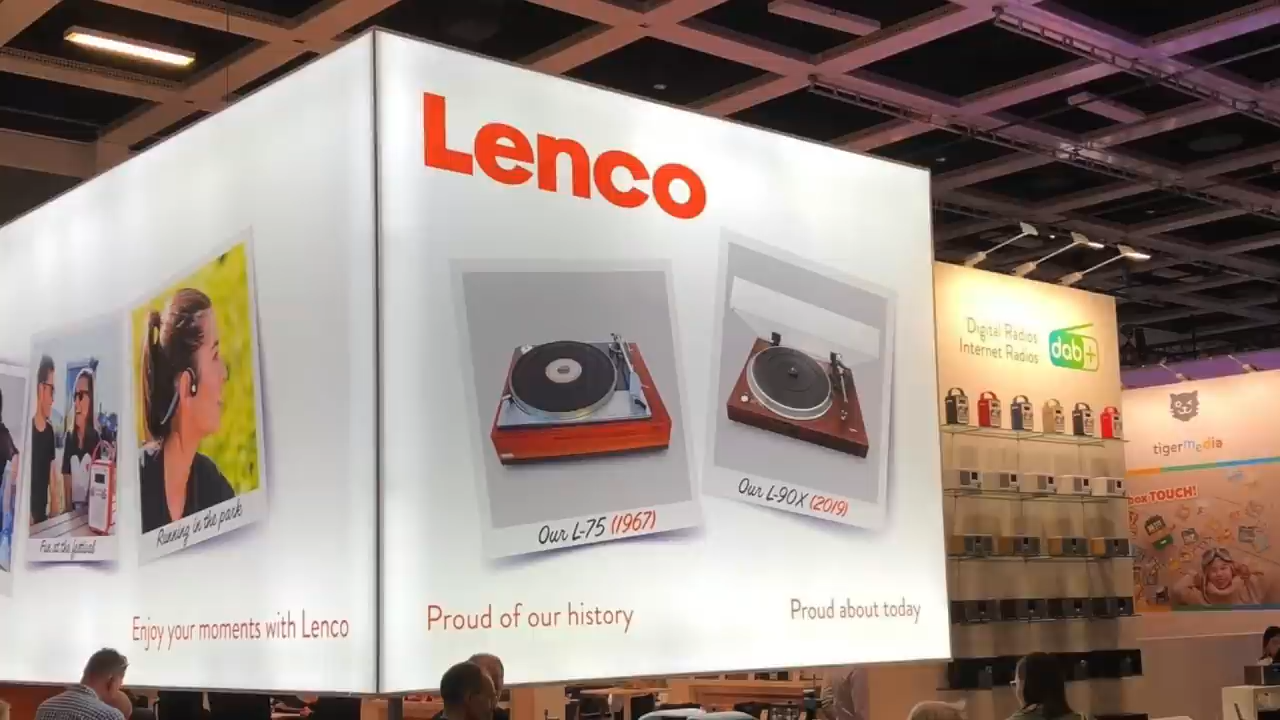 Lenco
Our L-75 (1967)
Our L-90X (2019)
Proud of our history
Proud about today
Fun at the festival
Running in the park
Enjoy your moments with Lenco
Digital Radios
Internet Radios
dab+
tigermedia
box TOUCH!